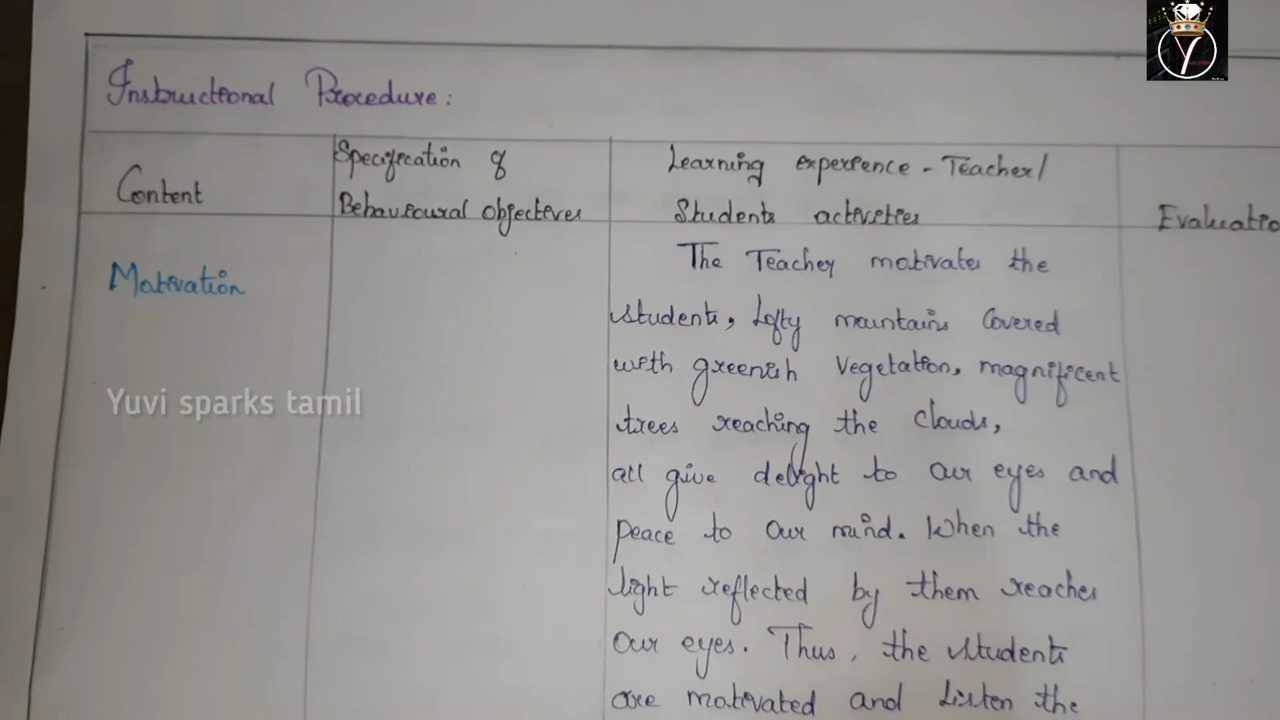 Instructional Procedure:
Content
Specification of
Behavioural objectives
Learning experience - Teacher/
Students activities
Evaluatio
Motivation
The Teacher motivates the
students, Lofty mountains Covered
with greenish vegetation, magnificent
trees reaching the clouds,
all give delight to our eyes and
peace to our mind. When the
light reflected by them reaches
our eyes. Thus, the students
are motivated and listen the
Yuvi sparks tamil
Y